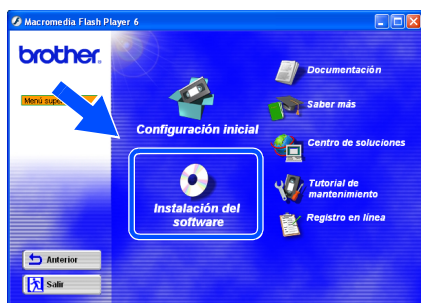 Macromedia Flash Player 6
brother.
Menú sup
Configuración inicial
Instalación del
software
Documentación
Saber más
Centro de soluciones
Tutorial de
mantenimiento
Registro en línea
Anterior
Salir